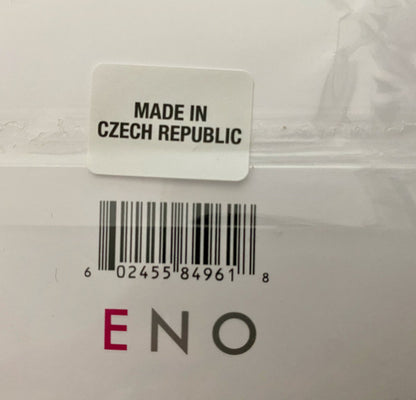 MADE IN
CZECH REPUBLIC
6 02455 84961 8
ENO